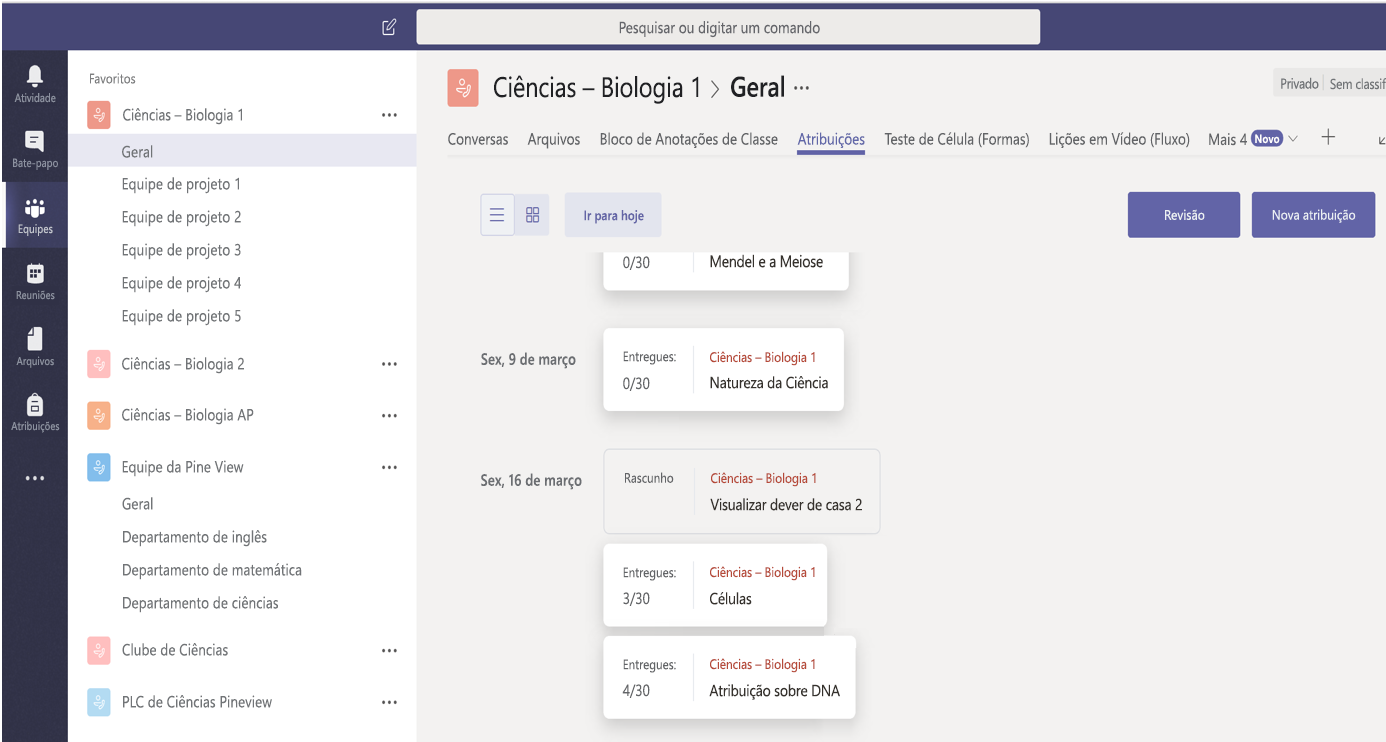 Pesquisar ou digitar um comando
Atividade
Bate-papo
Equipes
Reuniões
Arquivos
Atribuições
Favoritos
Ciências – Biologia 1
Geral
Equipe de projeto 1
Equipe de projeto 2
Equipe de projeto 3
Equipe de projeto 4
Equipe de projeto 5
Ciências – Biologia 2
Ciências – Biologia AP
Equipe da Pine View
Geral
Departamento de inglês
Departamento de matemática
Departamento de ciências
Clube de Ciências
PLC de Ciências Pineview
Ciências – Biologia 1 > Geral ···
Privado Sem classif
Conversas Arquivos Bloco de Anotações de Classe Atribuições Teste de Célula (Formas) Lições em Vídeo (Fluxo) Mais 4 Novo
Ir para hoje Revisão Nova atribuição
0/30 Mendel e a Meiose
Sex, 9 de março
Entregues: Ciências – Biologia 1
0/30 Natureza da Ciência
Sex, 16 de março
Rascunho Ciências – Biologia 1
Visualizar dever de casa 2
Entregues: Ciências – Biologia 1
3/30 Células
Entregues: Ciências – Biologia 1
4/30 Atribuição sobre DNA